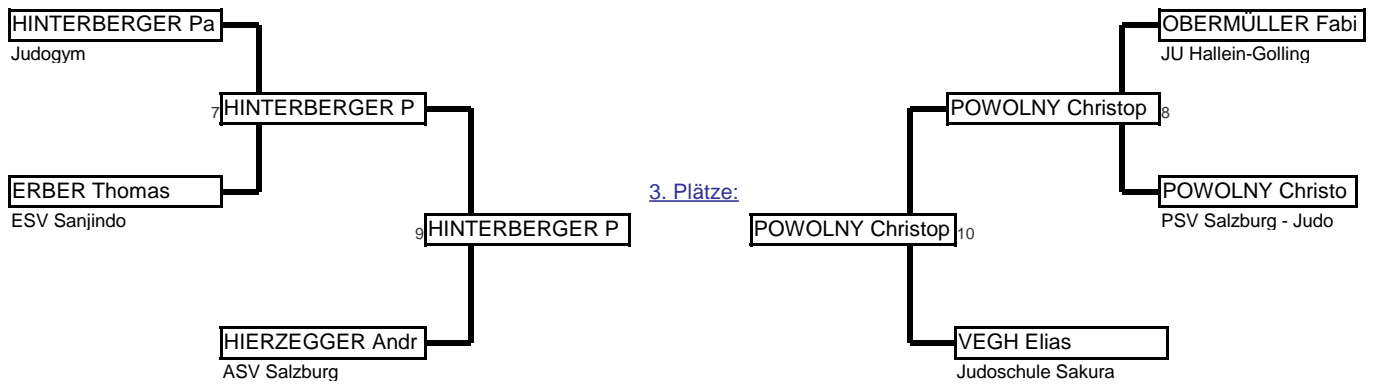 HINTERBERGER Pa
Judogym
7 HINTERBERGER P
ERBER Thomas
ESV Sanjindo
9 HINTERBERGER P
HIERZEGGER Andr
ASV Salzburg
3. Plätze:
OBERMÜLLER Fabi
JU Hallein-Golling
POWOLNY Christop 8
POWOLNY Christo
PSV Salzburg - Judo
POWOLNY Christop 10
VEGH Elias
Judoschule Sakura